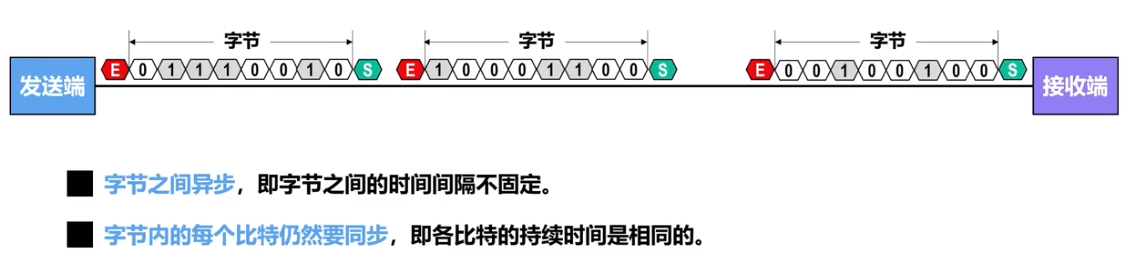 字节 字节 字节
发送端 E 0 1 1 1 0 0 1 0 S E 1 0 0 0 1 1 0 0 S E 0 0 1 0 0 1 0 0 S 接收端
字节之间异步，即字节之间的时间间隔不固定。
字节内的每个比特仍然要同步，即各比特的持续时间是相同的。